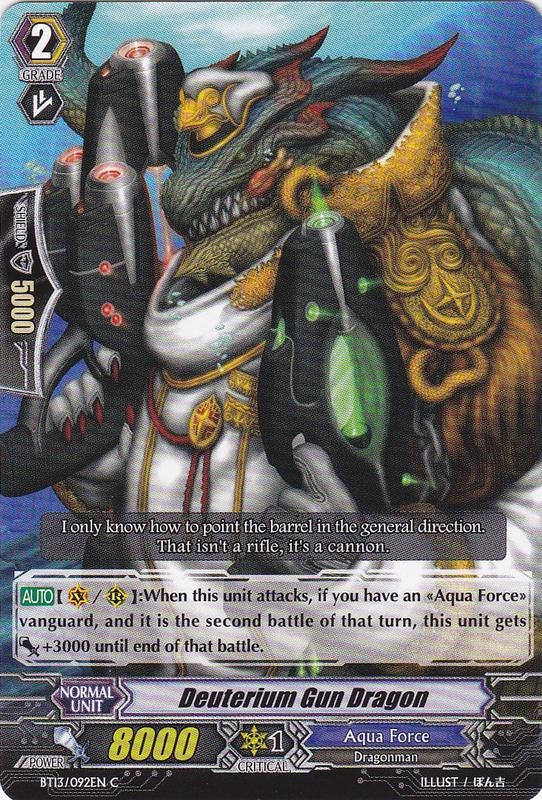 2
GRADE
SHIELD
5000
I only know how to point the barrel in the general direction.
That isn't a rifle, it's a cannon.
AUTO【 V / R 】:When this unit attacks, if you have an «Aqua Force»
vanguard, and it is the second battle of that turn, this unit gets
+3000 until end of that battle.
NORMAL
UNIT
Deuterium Gun Dragon
POWER
8000
1
CRITICAL
Aqua Force
Dragonman
BT13/092EN C
ILLUST / ぽん吉